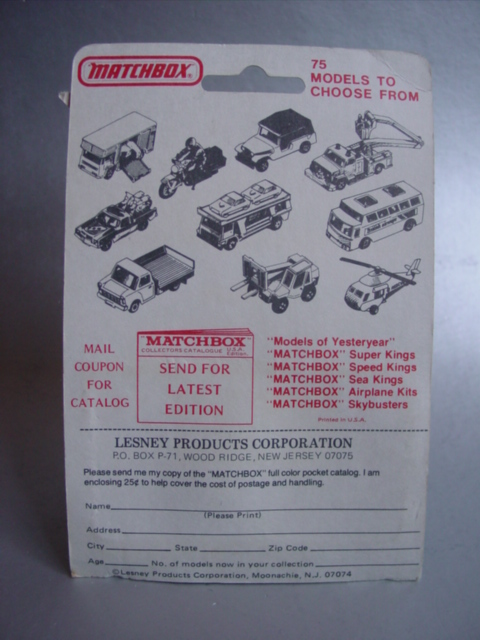 MATCHBOX
75
MODELS TO
CHOOSE FROM
MAIL
COUPON
FOR
CATALOG
MATCHBOX
COLLECTORS CATALOGUE U.S.A. Edition
SEND FOR
LATEST
EDITION
"Models of Yesteryear"
"MATCHBOX" Super Kings
"MATCHBOX" Speed Kings
"MATCHBOX" Sea Kings
"MATCHBOX" Airplane Kits
"MATCHBOX" Skybusters
Printed in U.S.A.
LESNEY PRODUCTS CORPORATION
P.O. BOX P-71, WOOD RIDGE, NEW JERSEY 07075
Please send me my copy of the "MATCHBOX" full color pocket catalog. I am
enclosing 25¢ to help cover the cost of postage and handling.
Name
(Please Print)
Address
City State Zip Code
Age No. of models now in your collection
©Lesney Products Corporation, Moonachie, N.J. 07074